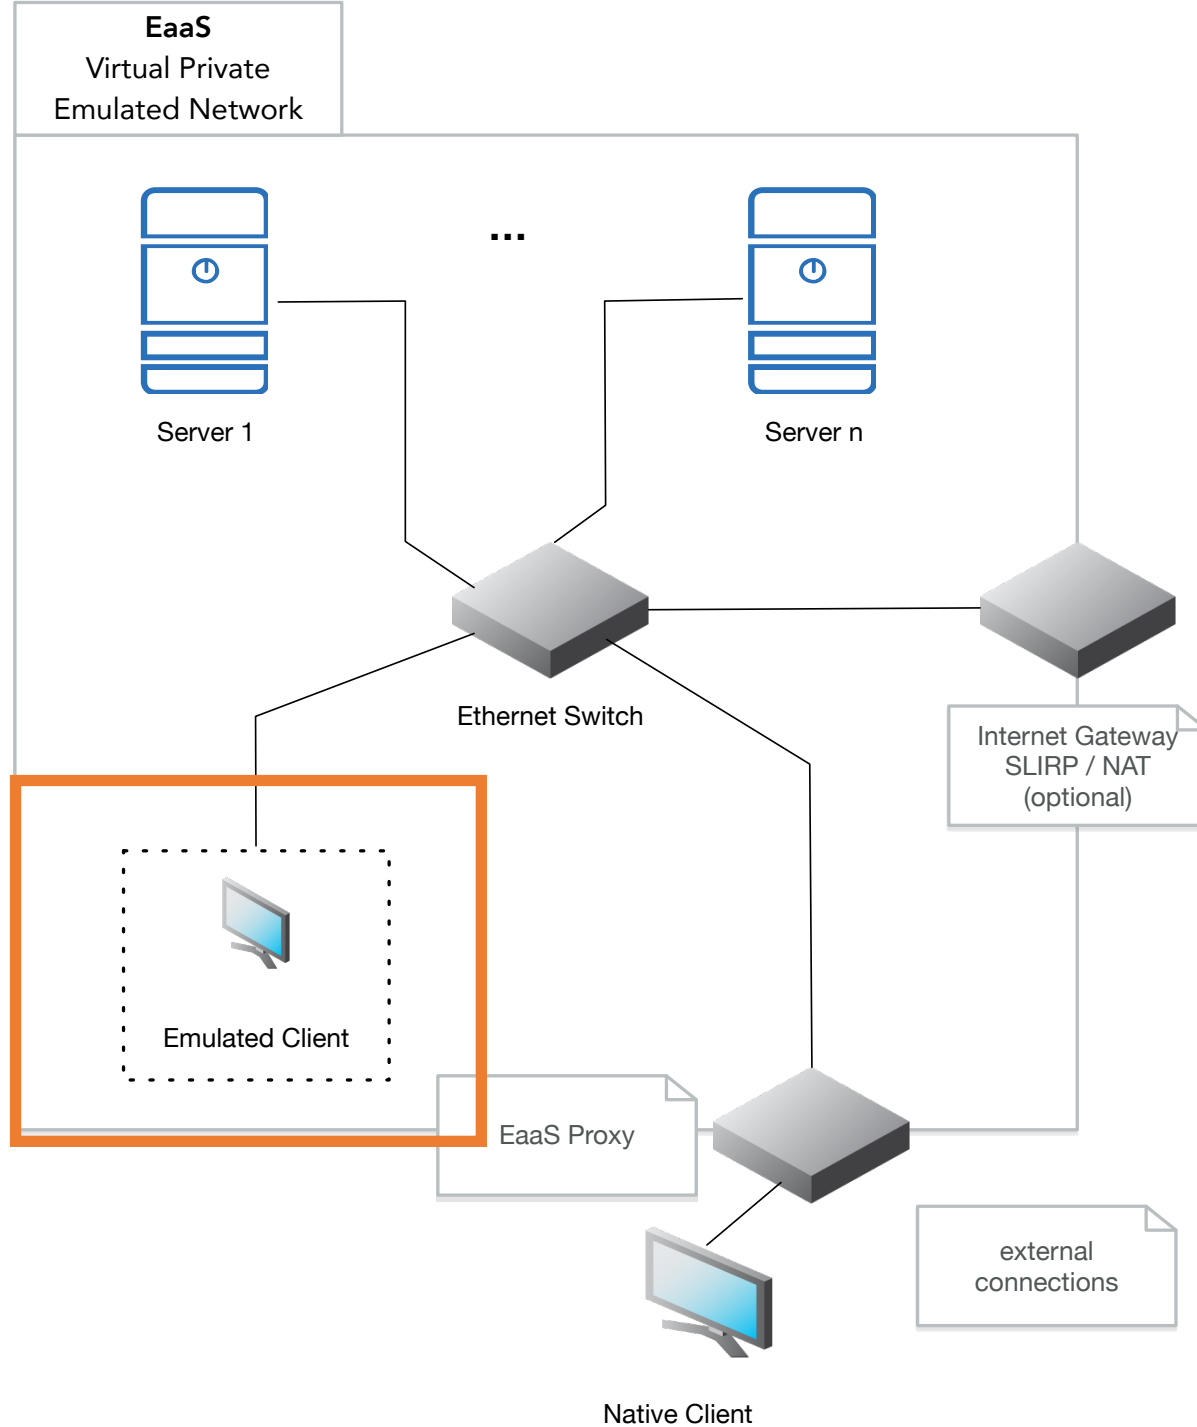 EaaS
Virtual Private
Emulated Network
...
Server 1
Server n
Ethernet Switch
Internet Gateway
SLIRP / NAT
(optional)
Emulated Client
EaaS Proxy
external
connections
Native Client